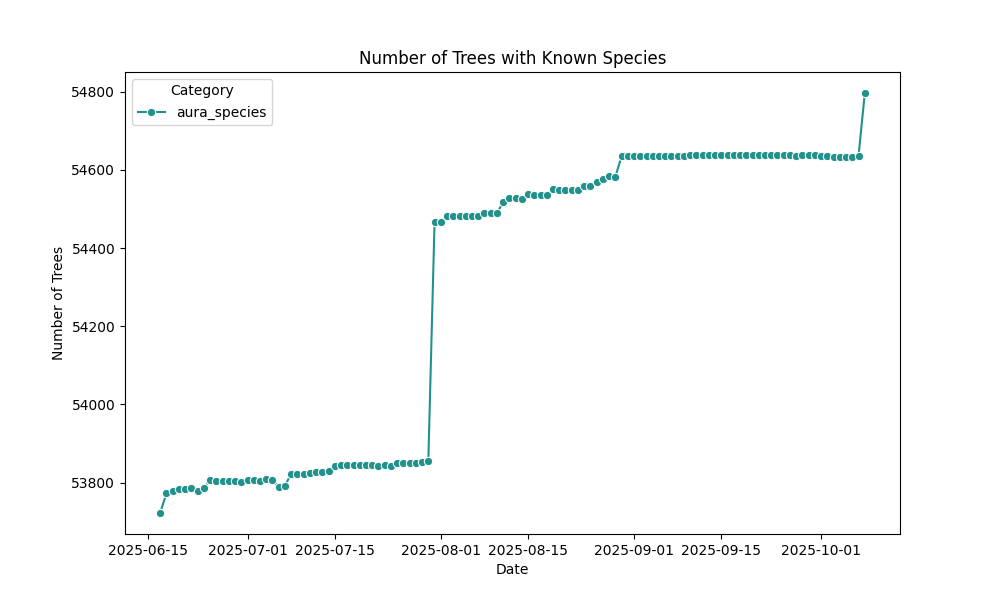 Number of Trees with Known Species
Category
aura_species
54800
54600
54400
54200
54000
53800
Number of Trees
2025-06-15 2025-07-01 2025-07-15 2025-08-01 2025-08-15 2025-09-01 2025-09-15 2025-10-01
Date